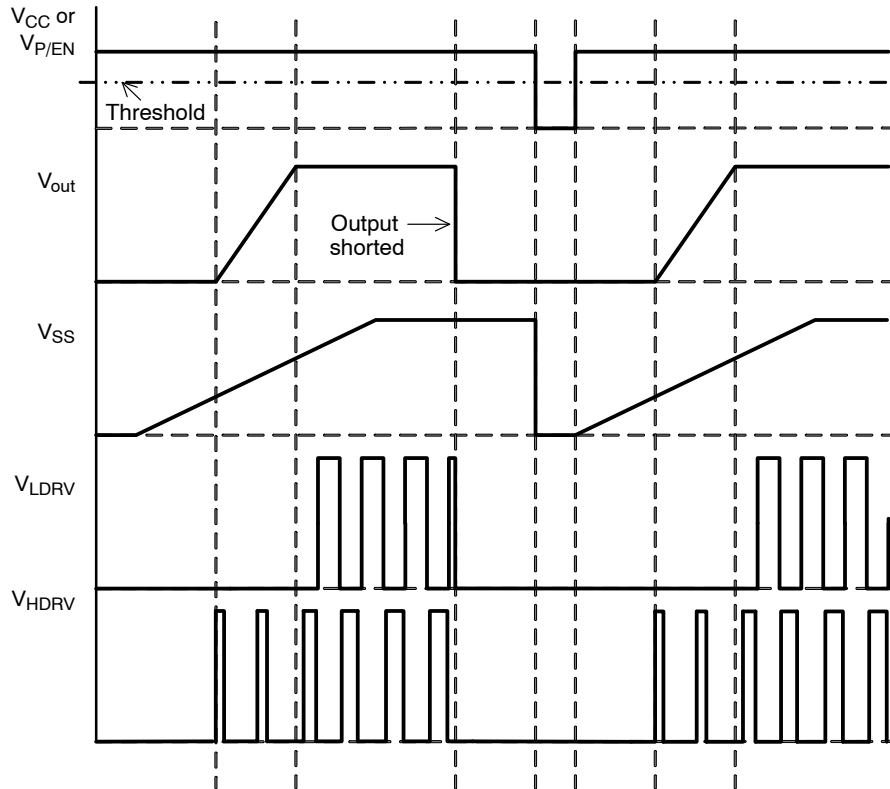 VCC or
VP/EN
Threshold
Vout
Output
shorted
VSS
VLDRV
VHDRV